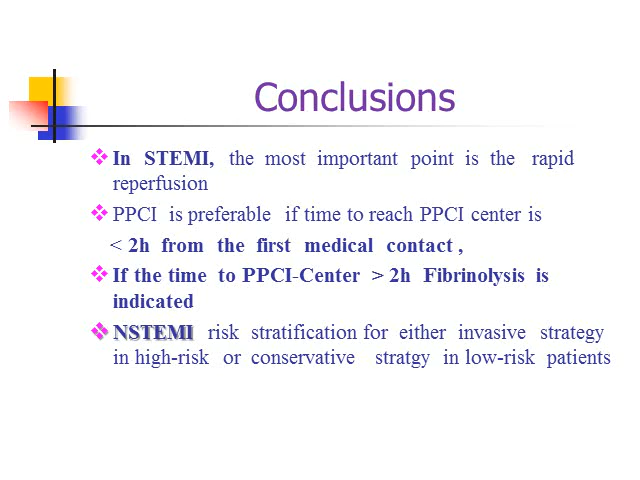 Conclusions
In STEMI, the most important point is the rapid
reperfusion
PPCI is preferable if time to reach PPCI center is
< 2h from the first medical contact ,
If the time to PPCI-Center > 2h Fibrinolysis is
indicated
NSTEMI risk stratification for either invasive strategy
in high-risk or conservative stratgy in low-risk patients